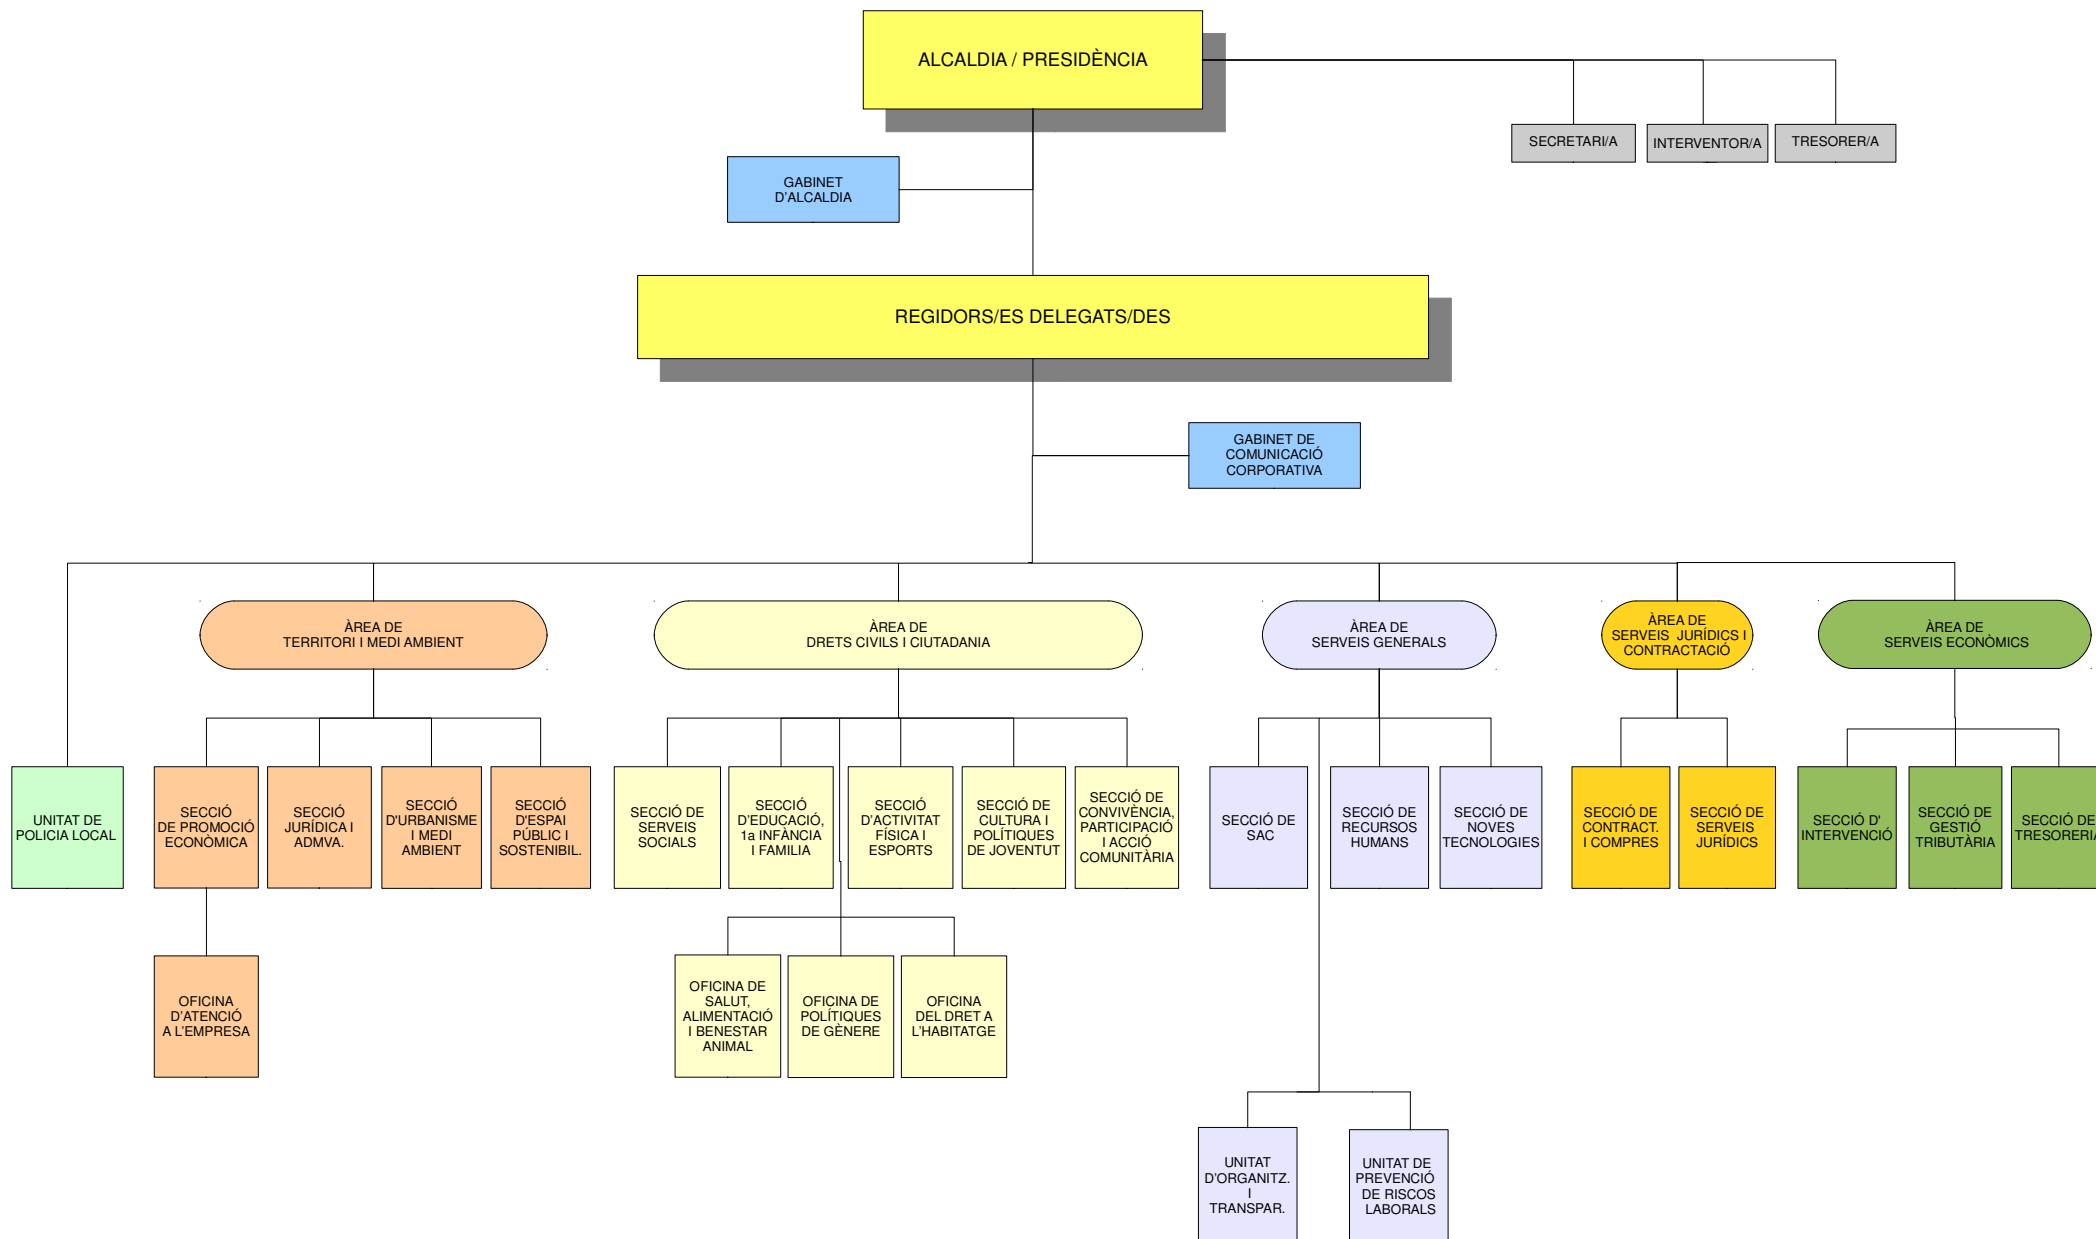 ALCALDIA / PRESIDÈNCIA
SECRETARI/A
INTERVENTOR/A
TRESORER/A
GABINET
D'ALCALDIA
REGIDORS/ES DELEGATS/DES
GABINET DE
COMUNICACIÓ
CORPORATIVA
ÀREA DE
TERRITORI I MEDI AMBIENT
ÀREA DE
DRETS CIVILS I CIUTADANIA
ÀREA DE
SERVEIS GENERALS
ÀREA DE
SERVEIS JURÍDICS I
CONTRACTACIÓ
ÀREA DE
SERVEIS ECONÒMICS
UNITAT DE
POLICIA LOCAL
SECCIÓ
DE PROMOCIÓ
ECONÒMICA
SECCIÓ
JURÍDICA I
ADMVA.
SECCIÓ
D'URBANISME
I MEDI
AMBIENT
SECCIÓ
D'ESPAI
PÚBLIC I
SOSTENIBIL.
SECCIÓ DE
SERVEIS
SOCIALS
SECCIÓ
D'EDUCACIÓ,
1a INFÀNCIA
I FAMILIA
SECCIÓ
D'ACTIVITAT
FÍSICA I
ESPORTS
SECCIÓ DE
CULTURA I
POLÍTIQUES
DE JOVENTUT
SECCIÓ DE
CONVIVÈNCIA,
PARTICIPACIÓ
I ACCIÓ
COMUNITÀRIA
SECCIÓ DE
SAC
SECCIÓ DE
RECURSOS
HUMANS
SECCIÓ DE
NOVES
TECNOLOGIES
SECCIÓ DE
CONTRACT.
I COMPRES
SECCIÓ DE
SERVEIS
JURÍDICS
SECCIÓ D'
INTERVENCIÓ
SECCIÓ DE
GESTIÓ
TRIBUTÀRIA
SECCIÓ DE
TRESORERIA
OFICINA
D'ATENCIÓ
A L'EMPRESA
OFICINA DE
SALUT,
ALIMENTACIÓ
I BENESTAR
ANIMAL
OFICINA DE
POLÍTIQUES
DE GÈNERE
OFICINA
DEL DRET A
L'HABITATGE
UNITAT
D'ORGANITZ.
I
TRANSPAR.
UNITAT DE
PREVENCIÓ
DE RISCOS
LABORALS